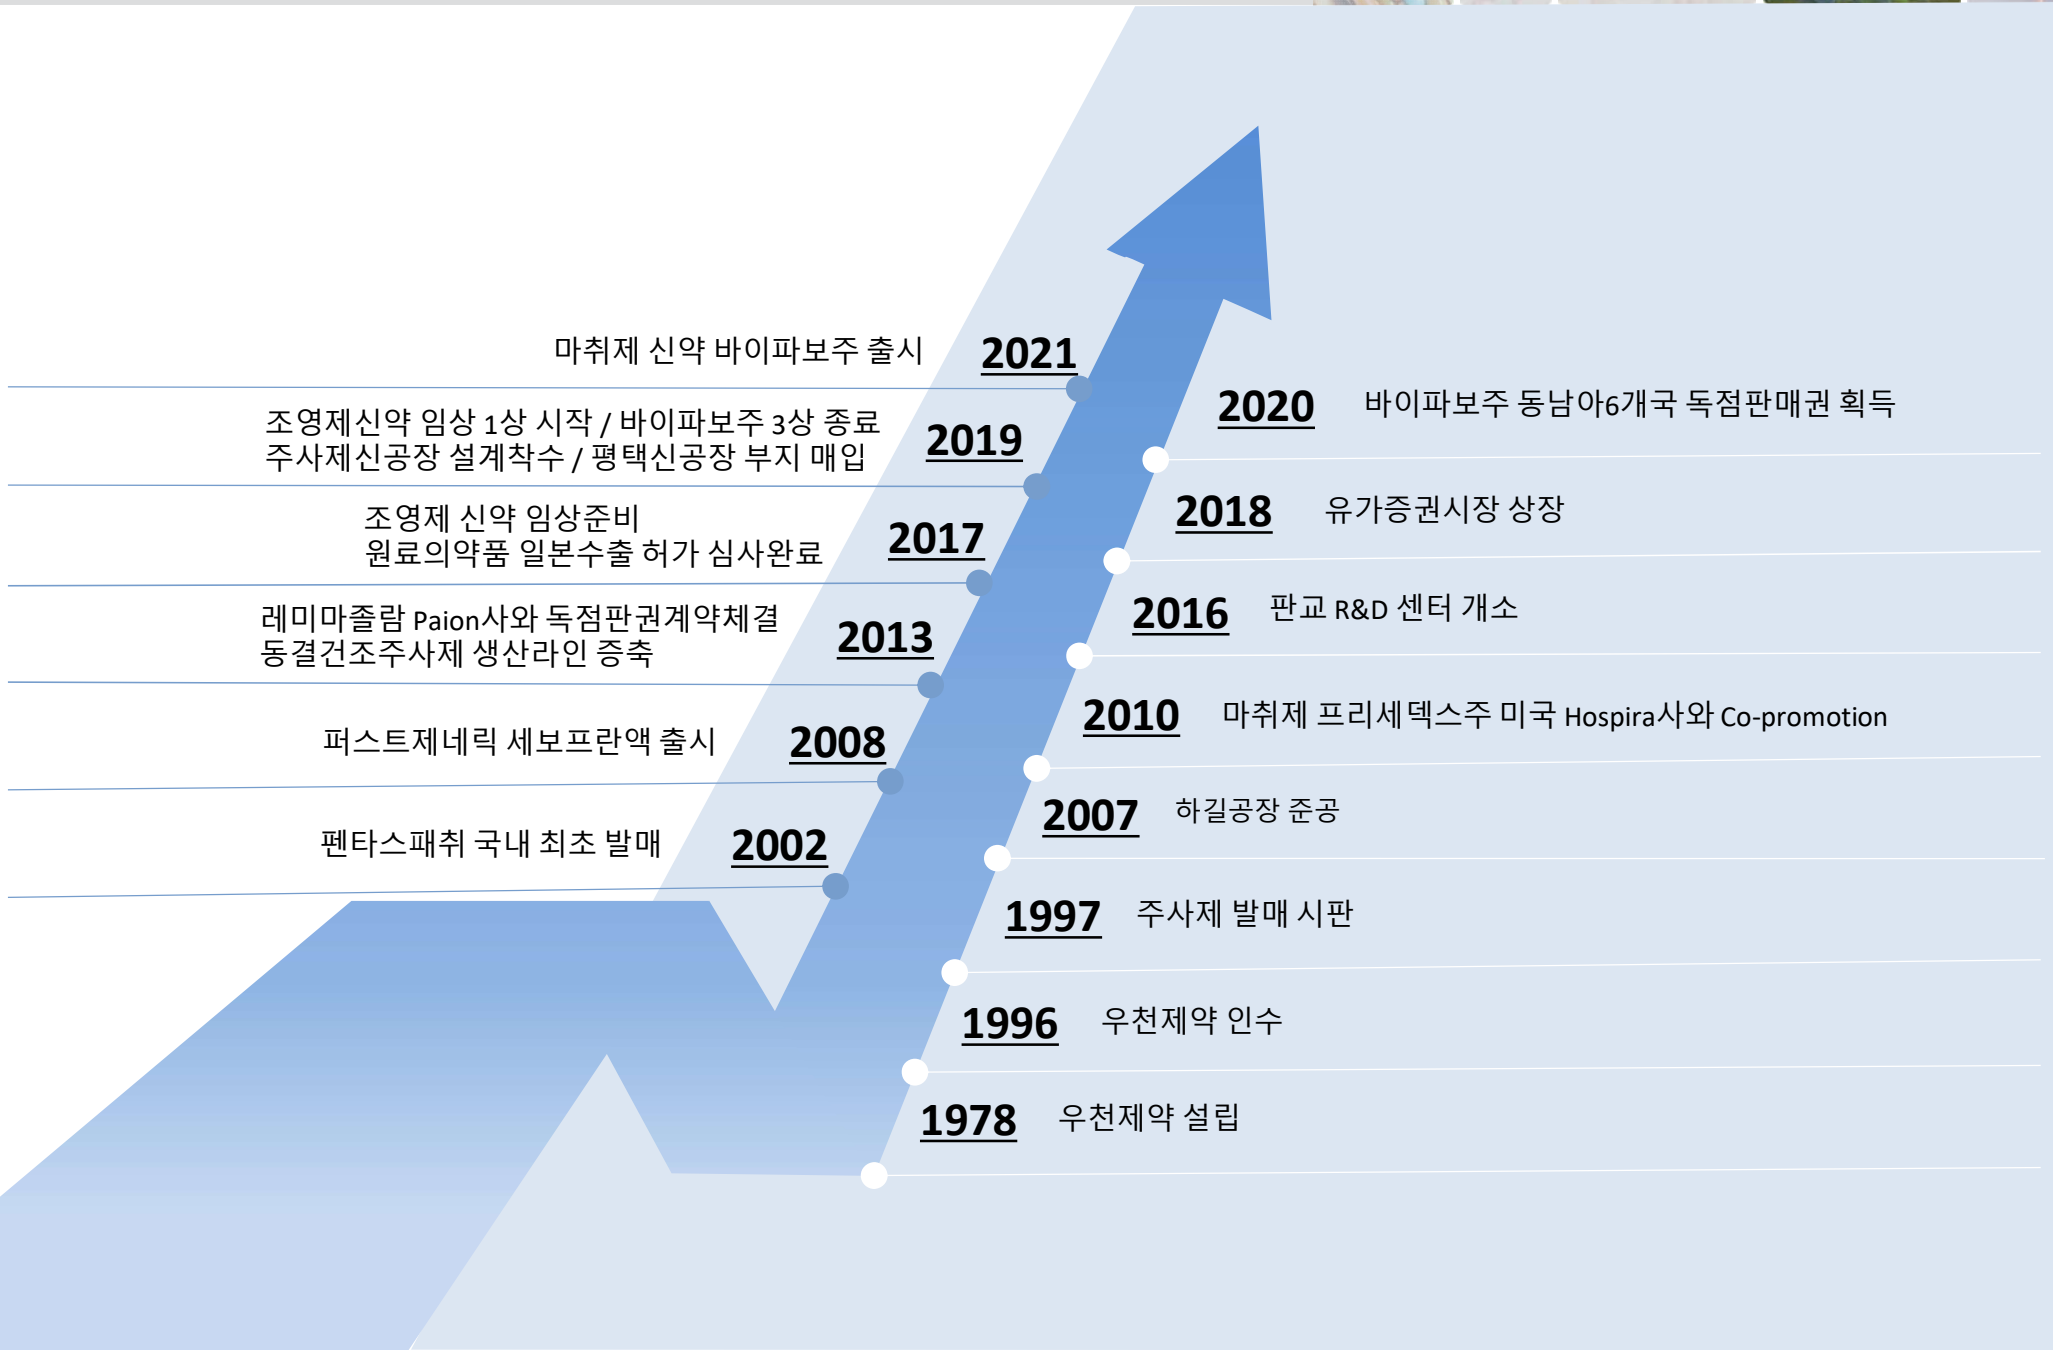 마취제 신약 바이파보주 출시
2021
조영제신약 임상 1상 시작 / 바이파보주 3상 종료
주사제신공장 설계착수 / 평택신공장 부지 매입
2019
조영제 신약 임상준비
원료의약품 일본수출 허가 심사완료
2017
레미마졸람 Paion사와 독점판권계약체결
동결건조주사제 생산라인 증축
2013
퍼스트제네릭 세보프란액 출시
2008
펜타스패취 국내 최초 발매
2002
2020 바이파보주 동남아6개국 독점판매권 획득
2018 유가증권시장 상장
2016 판교 R&D 센터 개소
2010 마취제 프리세덱스주 미국 Hospira사와 Co-promotion
2007 하길공장 준공
1997 주사제 발매 시판
1996 우천제약 인수
1978 우천제약 설립